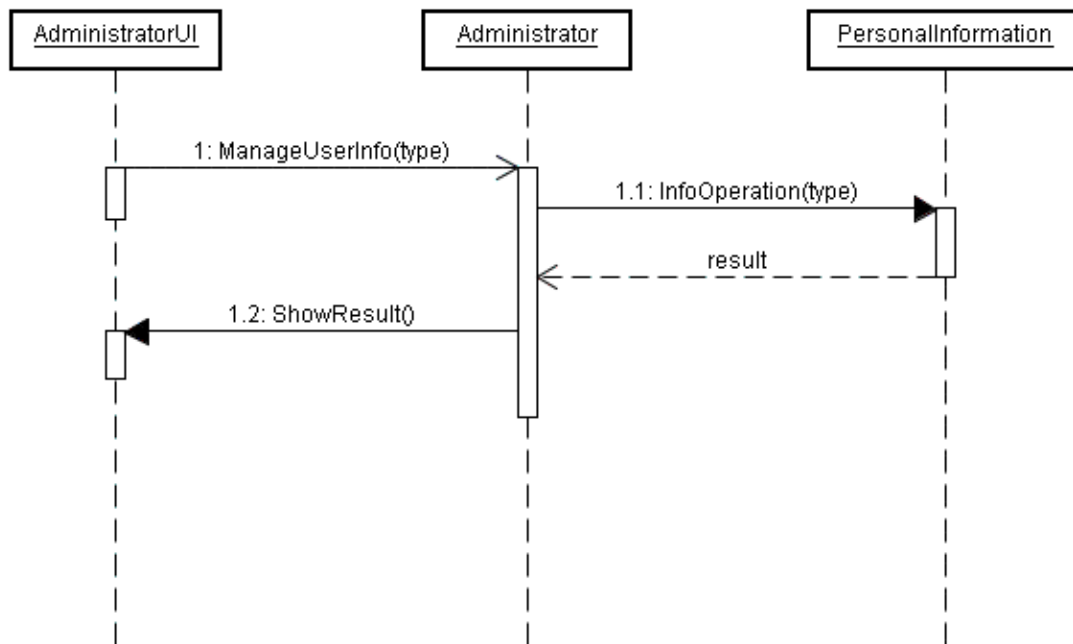 AdministratorUI
Administrator
PersonalInformation
1: ManageUserInfo(type)
1.1: InfoOperation(type)
result
1.2: ShowResult()